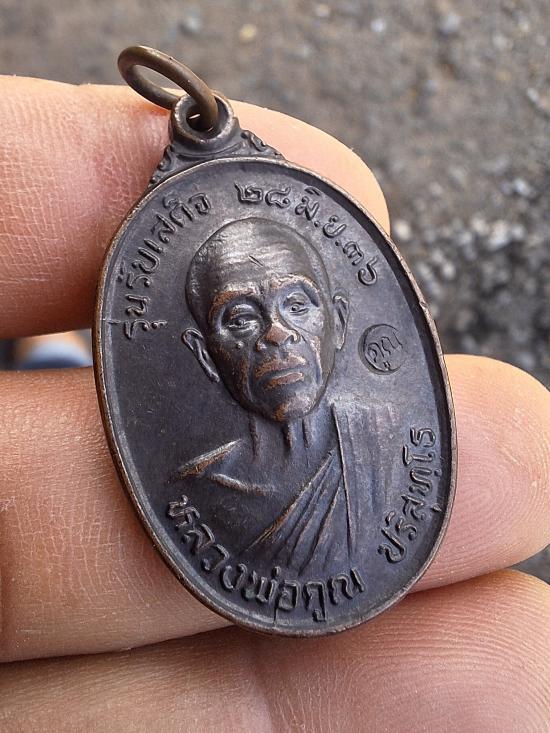 รุ่นรับเสด็จ ๒๘ มิ.ย.๓๖
คูณ
หลวงพ่อคูณ ปริสุทฺโธ